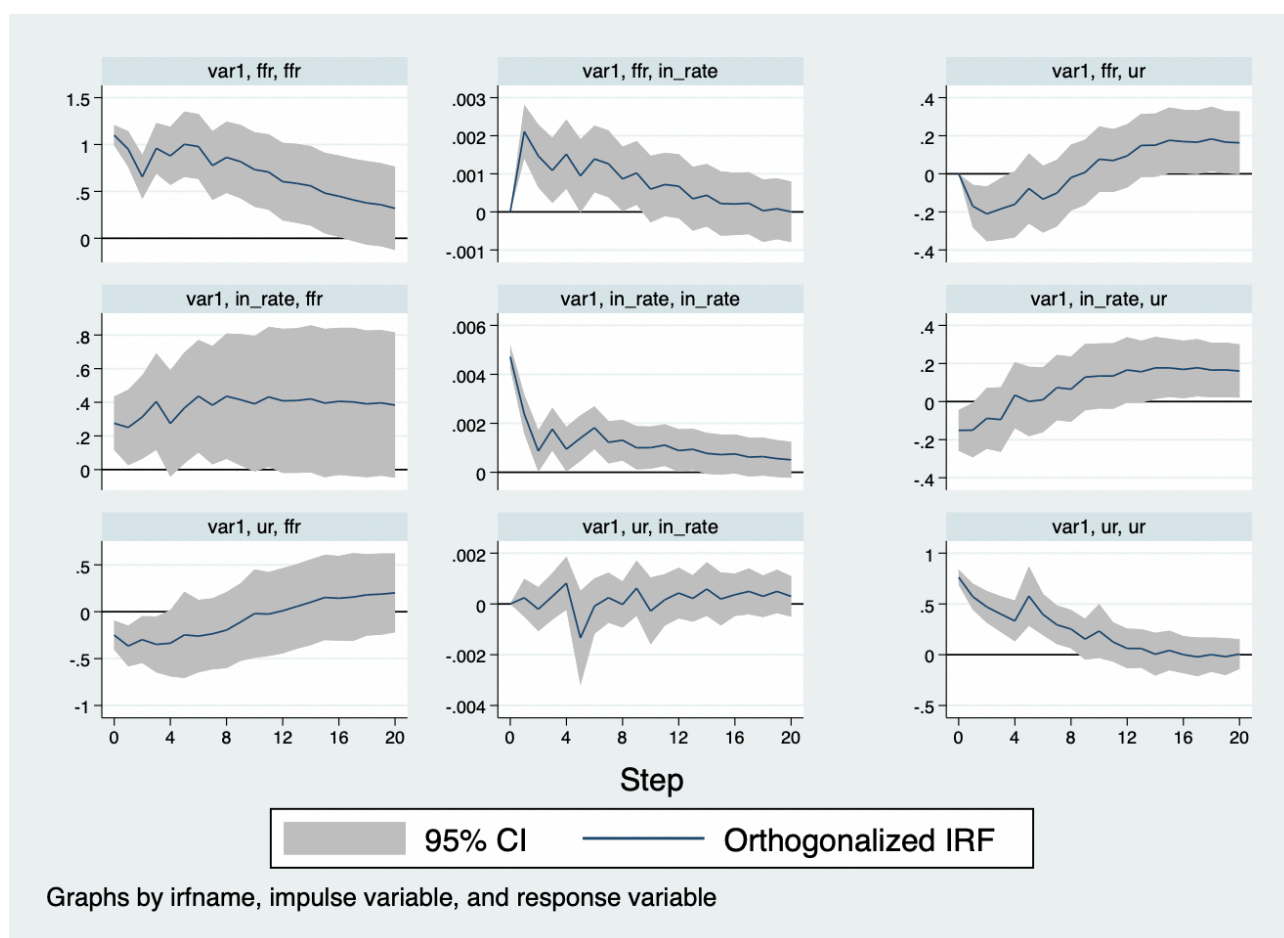 var1, ffr, ffr
var1, ffr, in_rate
var1, ffr, ur
1.5
1
.5
0
.003
.002
.001
0
-.001
.4
.2
0
-.2
-.4
var1, in_rate, ffr
var1, in_rate, in_rate
var1, in_rate, ur
.8
.6
.4
.2
0
.006
.004
.002
0
.4
.2
0
-.2
-.4
var1, ur, ffr
var1, ur, in_rate
var1, ur, ur
.5
0
-.5
-1
.002
0
-.002
-.004
1
.5
0
-.5
0 4 8 12 16 20
0 4 8 12 16 20
0 4 8 12 16 20
Step
95% CI
Orthogonalized IRF
Graphs by irfname, impulse variable, and response variable